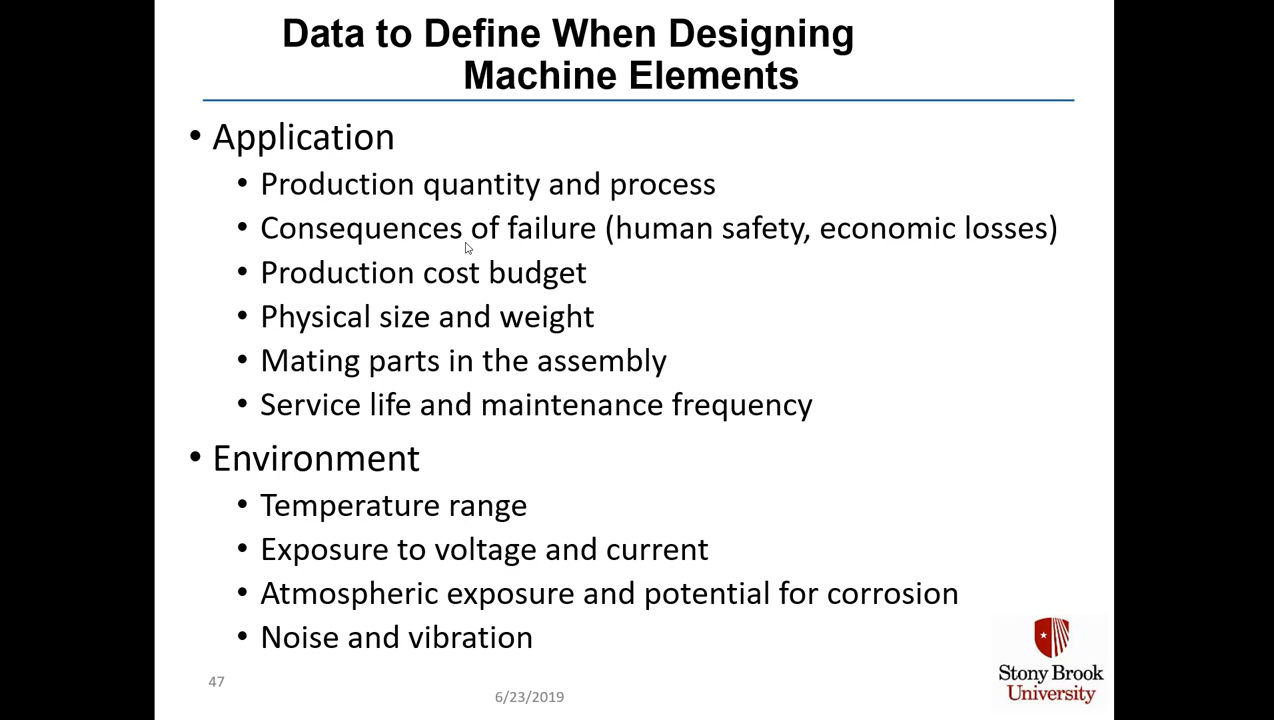 Data to Define When Designing
Machine Elements
• Application
• Production quantity and process
• Consequences of failure (human safety, economic losses)
• Production cost budget
• Physical size and weight
• Mating parts in the assembly
• Service life and maintenance frequency
• Environment
• Temperature range
• Exposure to voltage and current
• Atmospheric exposure and potential for corrosion
• Noise and vibration
47
6/23/2019
Stony Brook
University